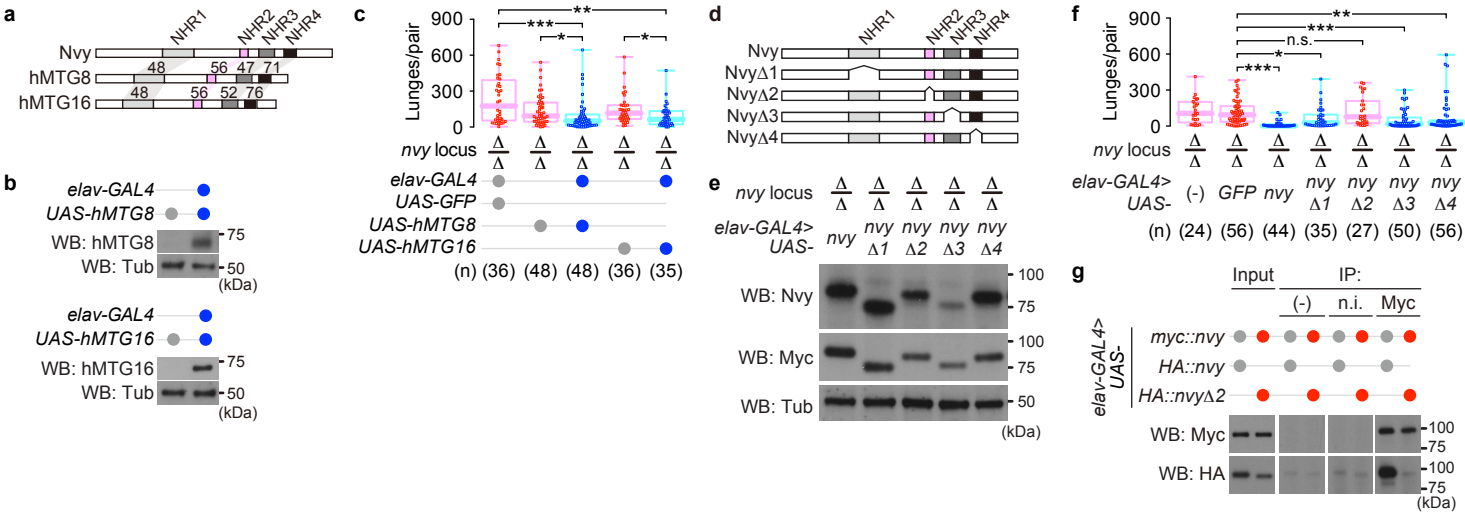 a
NHR1
NHR2
NHR3
NHR4
Nvy
48 56 47 71
hMTG8
48 56 52 76
hMTG16
b
elav-GAL4
UAS-hMTG8
WB: hMTG8
75
WB: Tub
50
(kDa)
elav-GAL4
UAS-hMTG16
WB: hMTG16
75
WB: Tub
50
(kDa)
c
Lunges/pair
900
600
300
0
**
***
* *
nvy locus
Δ Δ Δ Δ Δ
Δ Δ Δ Δ Δ
elav-GAL4
UAS-GFP
UAS-hMTG8
UAS-hMTG16
(n) (36) (48) (48) (36) (35)
d
NHR1
NHR2
NHR3
NHR4
Nvy
NvyΔ1
NvyΔ2
NvyΔ3
NvyΔ4
e
nvy locus
Δ Δ Δ Δ Δ
Δ Δ Δ Δ Δ
elav-GAL4>
UAS-
nvy
nvy Δ1
nvy Δ2
nvy Δ3
nvy Δ4
WB: Nvy
100
75
WB: Myc
100
75
WB: Tub
50
(kDa)
f
Lunges/pair
900
600
300
0
**
***
n.s.
*
***
nvy locus
Δ Δ Δ Δ Δ Δ Δ
Δ Δ Δ Δ Δ Δ Δ
elav-GAL4>
UAS-
(-)
GFP
nvy
nvy Δ1
nvy Δ2
nvy Δ3
nvy Δ4
(n) (24) (56) (44) (35) (27) (50) (56)
g
Input IP:
(-) n.i. Myc
elav-GAL4>
UAS-
myc::nvy
HA::nvy
HA::nvyΔ2
WB: Myc
100
75
WB: HA
100
75
(kDa)